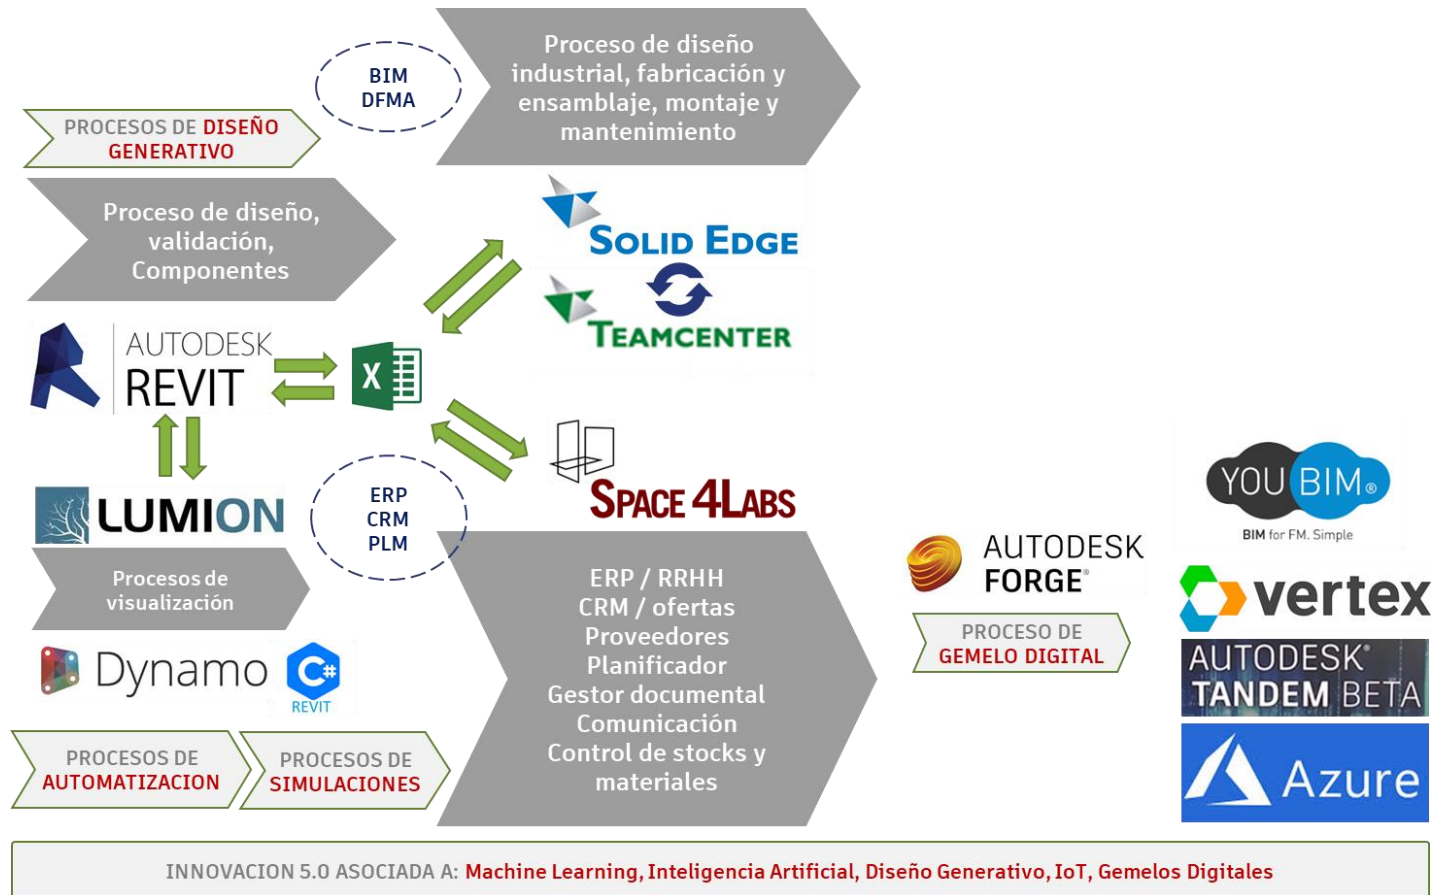 BIM
DFMA
Proceso de diseño
industrial, fabricación y
ensamblaje, montaje y
mantenimiento
PROCESOS DE DISEÑO
GENERATIVO
Proceso de diseño,
validación,
Componentes
SOLID EDGE
TEAMCENTER
AUTODESK
REVIT
X
LUMION
ERP
CRM
PLM
SPACE 4LABS
Procesos de
visualización
Dynamo
C#
REVIT
PROCESOS DE
AUTOMATIZACION
PROCESOS DE
SIMULACIONES
ERP / RRHH
CRM / ofertas
Proveedores
Planificador
Gestor documental
Comunicación
Control de stocks y
materiales
AUTODESK
FORGE®
PROCESO DE
GEMELO DIGITAL
YOU BIM®
BIM for FM. Simple
vertex
AUTODESK®
TANDEM BETA
Azure
INNOVACION 5.0 ASOCIADA A: Machine Learning, Inteligencia Artificial, Diseño Generativo, IoT, Gemelos Digitales